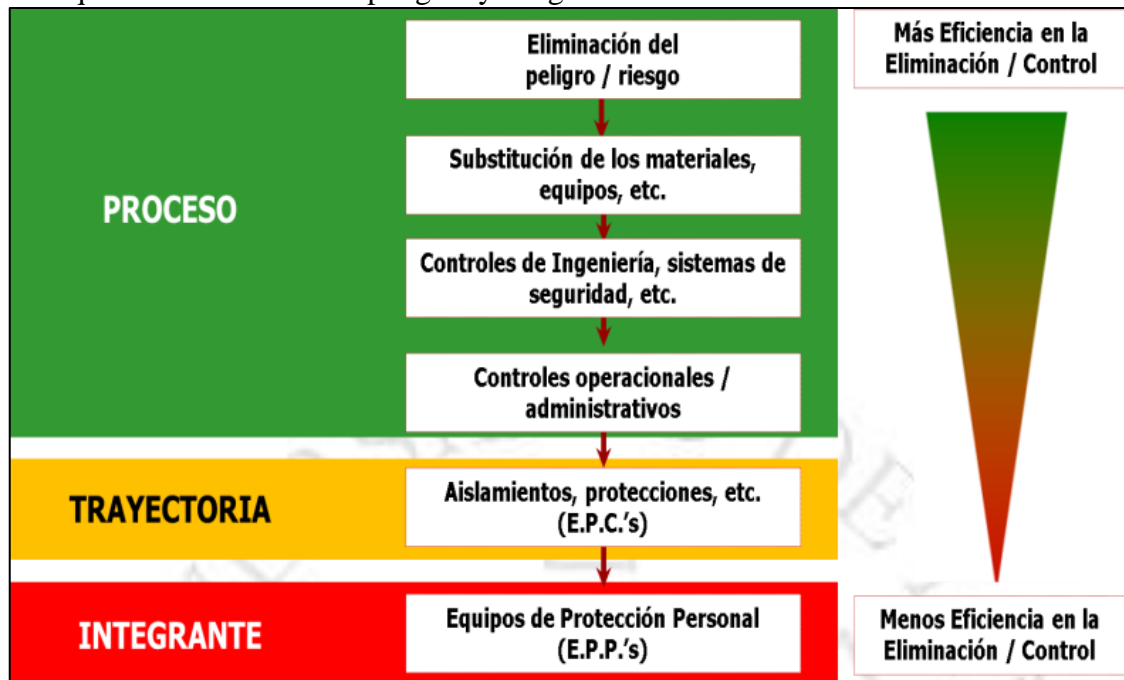 Eliminación del
peligro / riesgo
Más Eficiencia en la
Eliminación / Control
Substitución de los materiales,
equipos, etc.
PROCESO
Controles de Ingeniería, sistemas de
seguridad, etc.
Controles operacionales /
administrativos
TRAYECTORIA
Aislamientos, protecciones, etc.
(E.P.C.'s)
INTEGRANTE
Equipos de Protección Personal
(E.P.P.'s)
Menos Eficiencia en la
Eliminación / Control